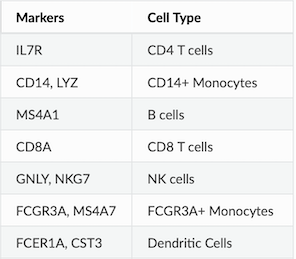 Markers Cell Type
IL7R CD4 T cells
CD14, LYZ CD14+ Monocytes
MS4A1 B cells
CD8A CD8 T cells
GNLY, NKG7 NK cells
FCGR3A, MS4A7 FCGR3A+ Monocytes
FCER1A, CST3 Dendritic Cells